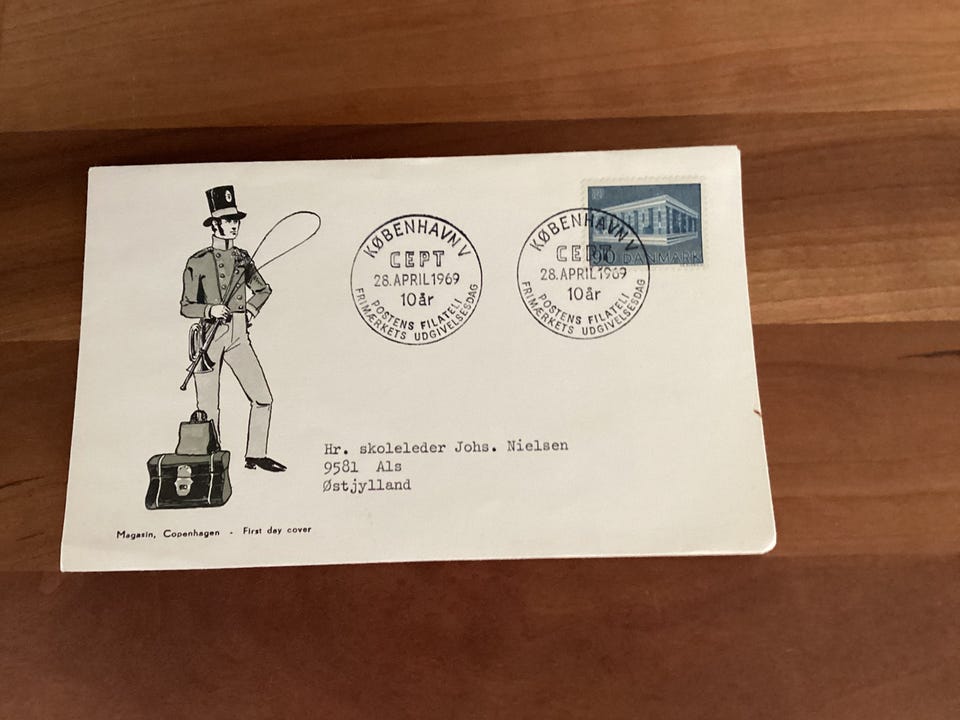 KØBENHAVN V
CEPT
28. APRIL 1969
10 år
POSTENS FILATELI
FRIMÆRKETS UDGIVELSESDAG
KØBENHAVN V
CEPT
28. APRIL 1969
10 år
POSTENS FILATELI
FRIMÆRKETS UDGIVELSESDAG
90 DANMARK
Hr. skoleleder Johs. Nielsen
9581 Als
Østjylland
Magasin, Copenhagen - First day cover